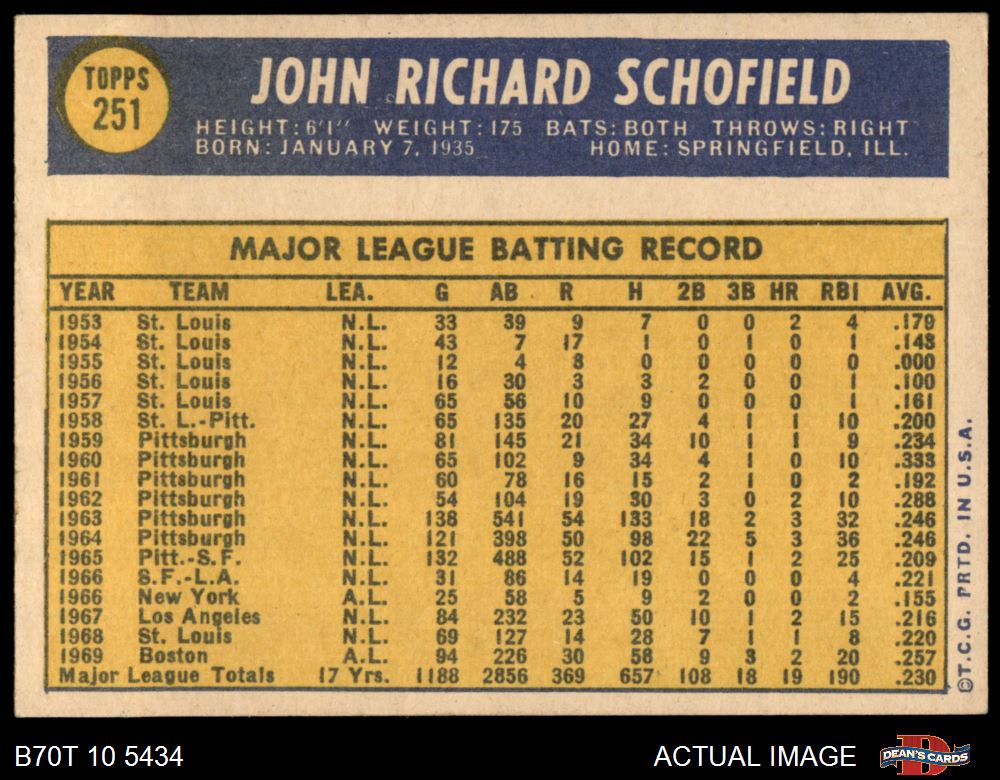 TOPPS
251
JOHN RICHARD SCHOFIELD
HEIGHT: 6'1" WEIGHT: 175 BATS: BOTH THROWS: RIGHT
BORN: JANUARY 7, 1935 HOME: SPRINGFIELD, ILL.
MAJOR LEAGUE BATTING RECORD
YEAR TEAM LEA. G AB R H 2B 3B HR RBI AVG.
1953 St. Louis N.L. 33 39 9 7 0 0 2 4 .179
1954 St. Louis N.L. 43 7 17 1 0 1 0 1 .143
1955 St. Louis N.L. 12 4 8 0 0 0 0 0 .000
1956 St. Louis N.L. 16 30 3 3 2 0 0 1 .100
1957 St. Louis N.L. 65 56 10 9 0 0 0 1 .161
1958 St. L.-Pitt. N.L. 65 135 20 27 4 1 1 10 .200
1959 Pittsburgh N.L. 81 145 21 34 10 1 1 9 .234
1960 Pittsburgh N.L. 65 102 9 34 4 1 0 10 .333
1961 Pittsburgh N.L. 60 78 16 15 2 1 0 2 .192
1962 Pittsburgh N.L. 54 104 19 30 3 0 2 10 .288
1963 Pittsburgh N.L. 138 541 54 133 18 2 3 32 .246
1964 Pittsburgh N.L. 121 398 50 98 22 5 3 36 .246
1965 Pitt.-S.F. N.L. 132 488 52 102 15 1 2 25 .209
1966 S.F.-L.A. N.L. 31 86 14 19 0 0 0 4 .221
1966 New York A.L. 25 58 5 9 2 0 0 2 .155
1967 Los Angeles N.L. 84 232 23 50 10 1 2 15 .216
1968 St. Louis N.L. 69 127 14 28 7 1 1 8 .220
1969 Boston A.L. 94 226 30 58 9 3 2 20 .257
Major League Totals 17 Yrs. 1188 2856 369 657 108 18 19 190 .230
©T.C.G. PRTD. IN U.S.A.
B70T 10 5434 ACTUAL IMAGE DEAN'S CARDS